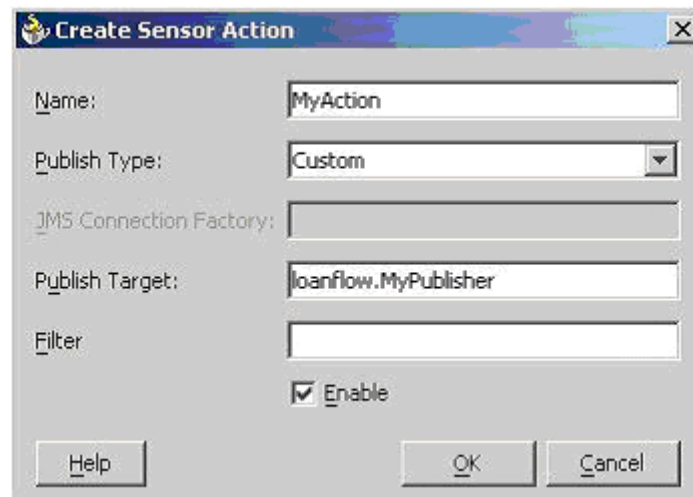 Create Sensor Action
Name: MyAction
Publish Type: Custom
JMS Connection Factory:
Publish Target: loanflow.MyPublisher
Filter
Enable
Help OK Cancel